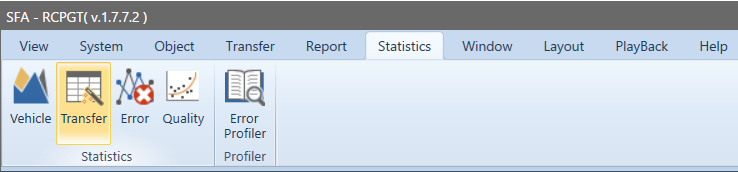 SFA - RCPGT( v.1.7.7.2 )
View System Object Transfer Report Statistics Window Layout PlayBack Help
Vehicle Transfer Error Quality Error Profiler
Statistics Profiler